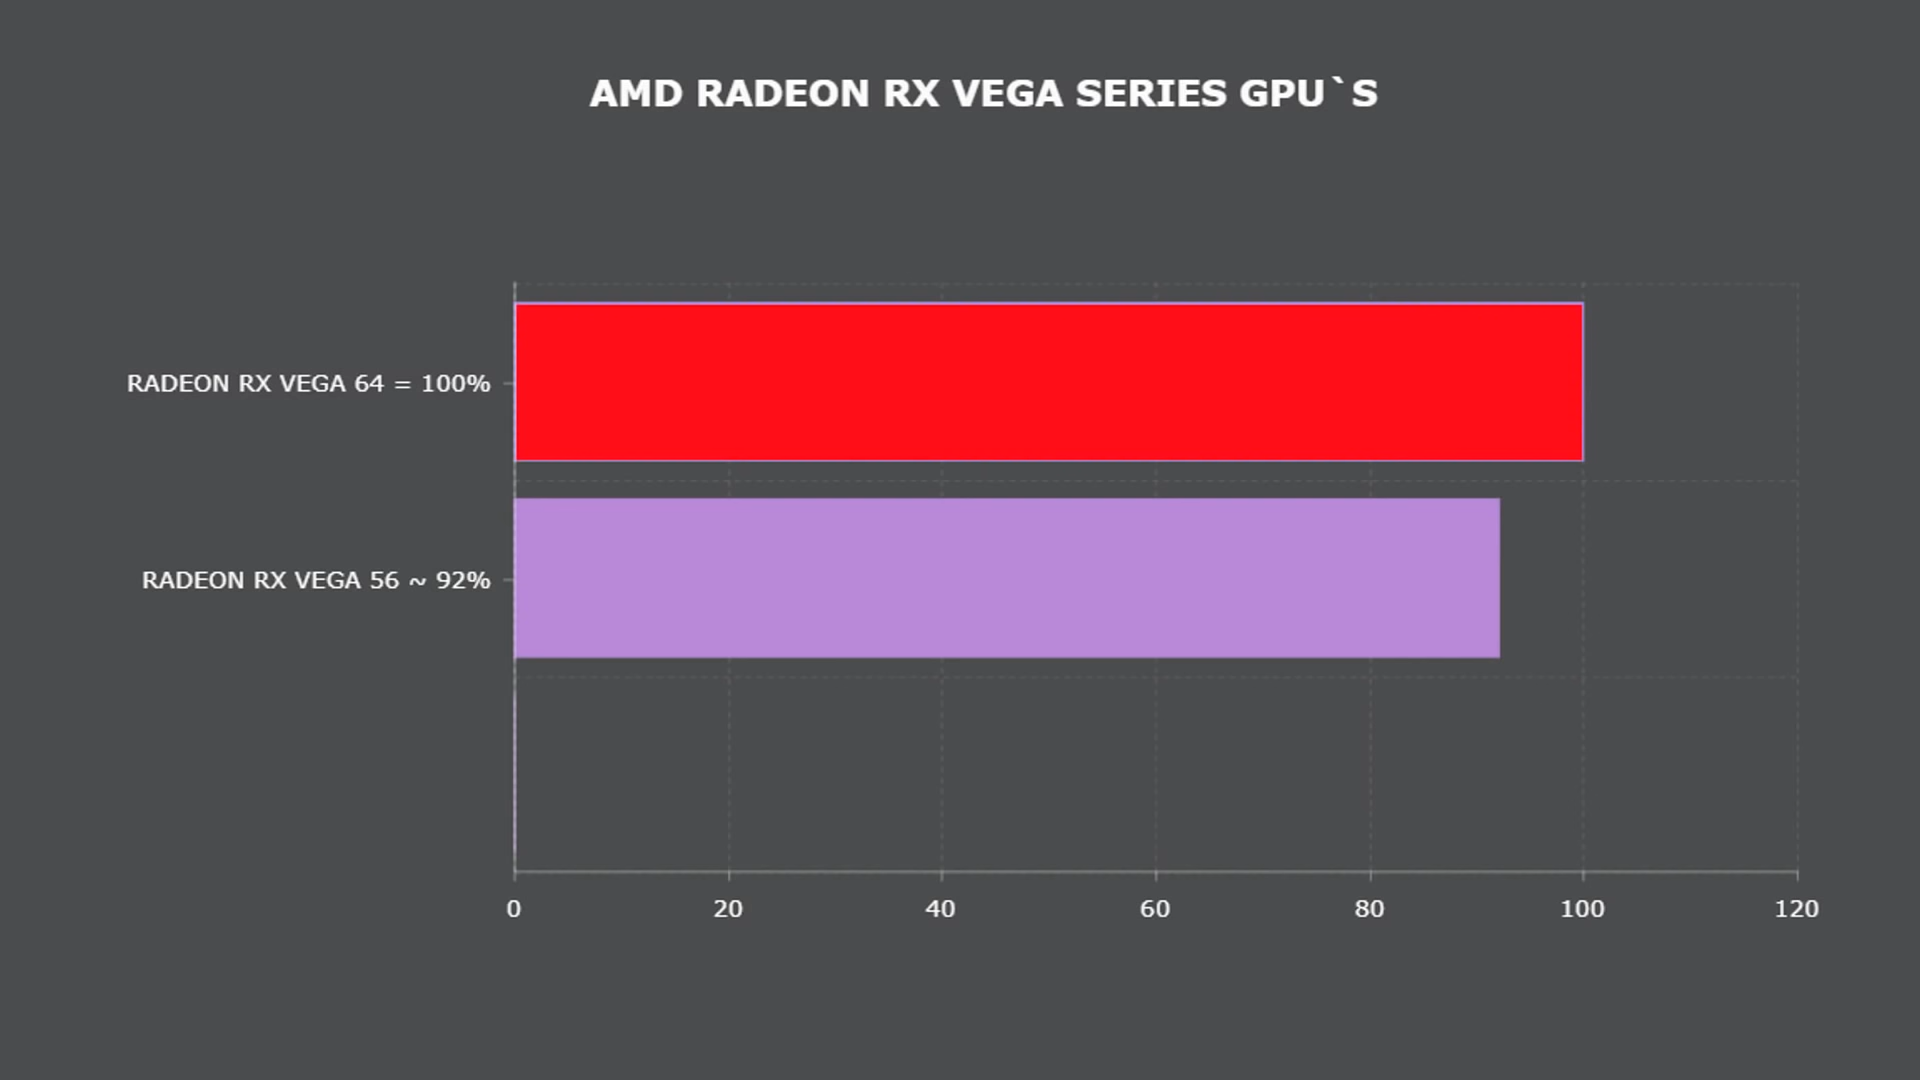 AMD RADEON RX VEGA SERIES GPU`S
RADEON RX VEGA 64 = 100%
RADEON RX VEGA 56 ~ 92%
0 20 40 60 80 100 120